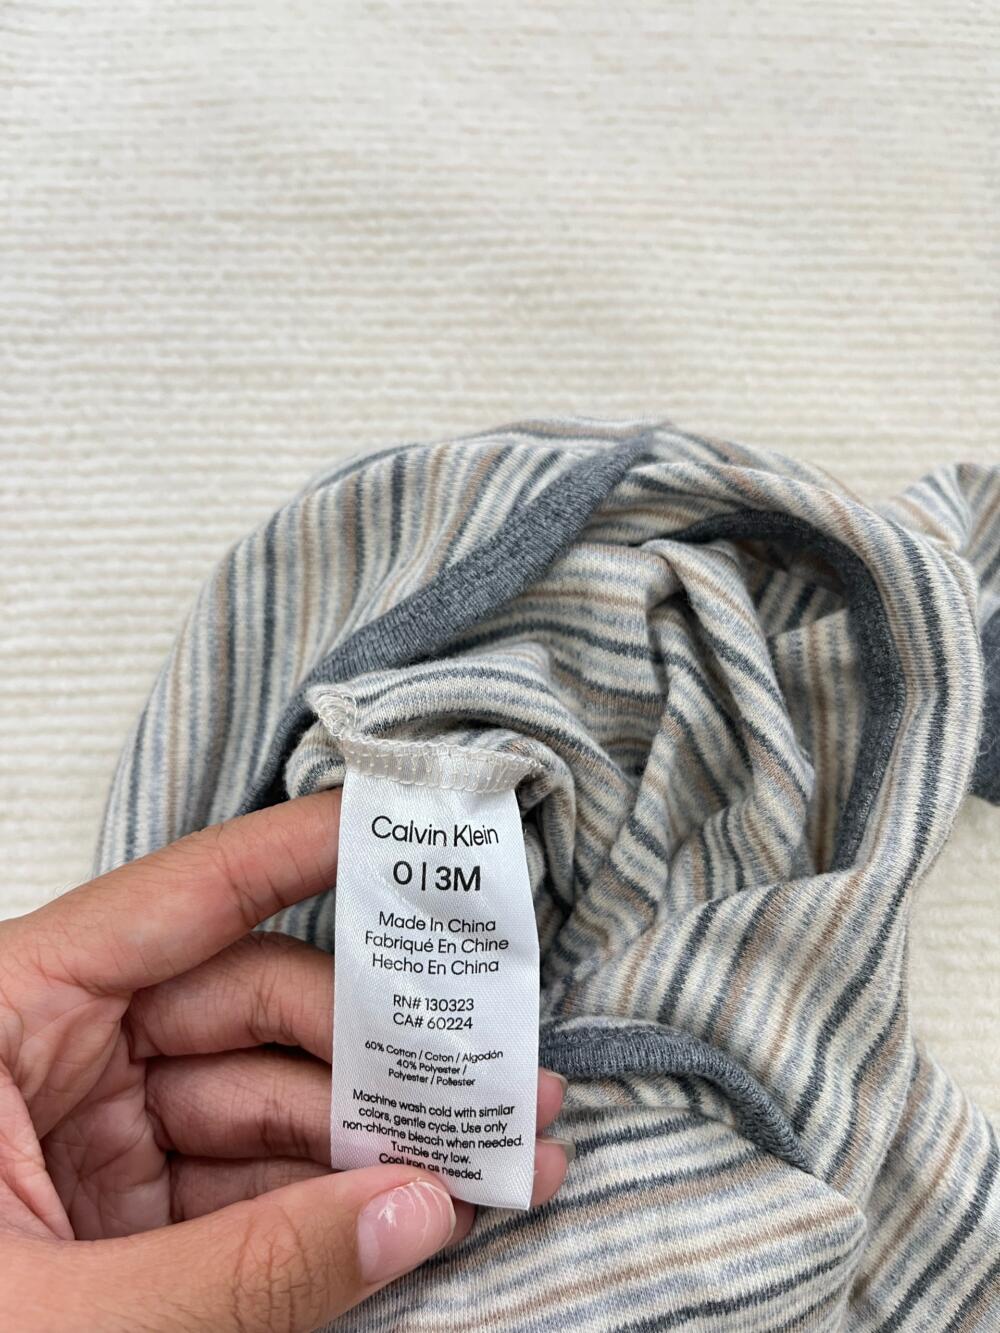 Calvin Klein
0 | 3M
Made In China
Fabriqué En Chine
Hecho En China
RN# 130323
CA# 60224
60% Cotton / Coton / Algodón
40% Polyester /
Polyester / Poliester
Machine wash cold with similar
colors, gentle cycle. Use only
non-chlorine bleach when needed.
Tumble dry low.
Cool iron as needed.